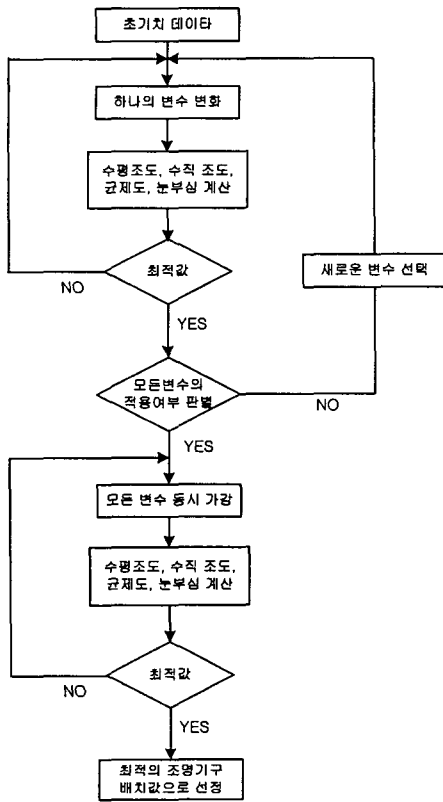 초기치 데이타
하나의 변수 변화
수평조도, 수직 조도,
균제도, 눈부심 계산
최적값
NO
새로운 변수 선택
YES
모든변수의
적용여부 판별
NO
YES
모든 변수 동시 가감
수평조도, 수직 조도,
균제도, 눈부심 계산
최적값
NO
YES
최적의 조명기구
배치값으로 선정